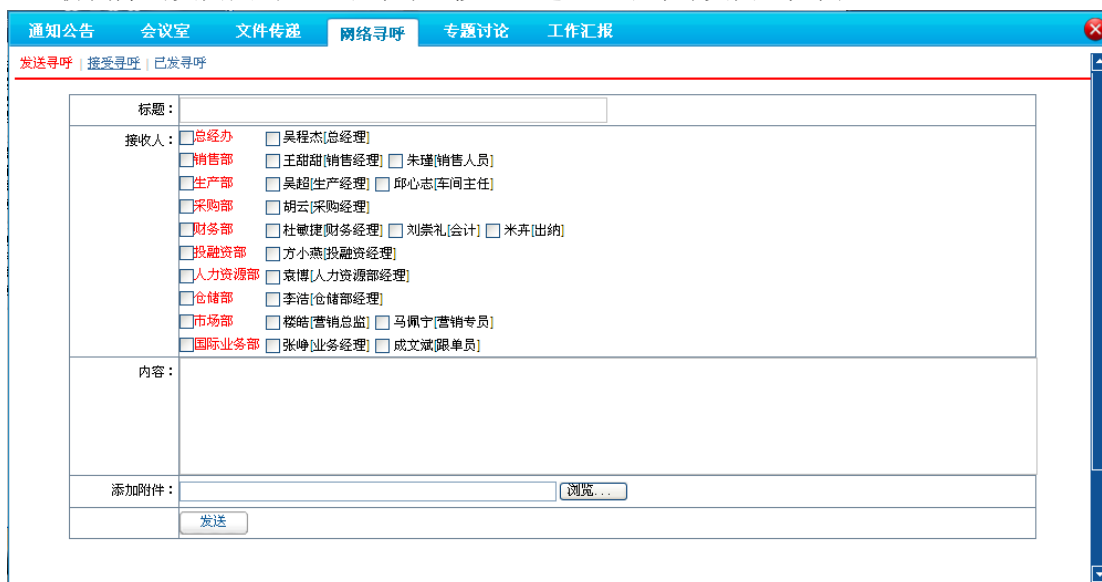 通知公告 会议室 文件传递 网络寻呼 专题讨论 工作汇报
发送寻呼 | 接受寻呼 | 已发寻呼
标题：
接收人： 总经办 吴程杰[总经理]
销售部 王甜甜[销售经理] 朱瑾[销售人员]
生产部 吴超[生产经理] 邱心志[车间主任]
采购部 胡云[采购经理]
财务部 杜敏捷[财务经理] 刘崇礼[会计] 米卉[出纳]
投融资部 方小燕[投融资经理]
人力资源部 袁博[人力资源部经理]
仓储部 李洁[仓储部经理]
市场部 楼皓[营销总监] 马佩宁[营销专员]
国际业务部 张峥[业务经理] 成文斌[跟单员]
内容：
添加附件： 浏览...
发送